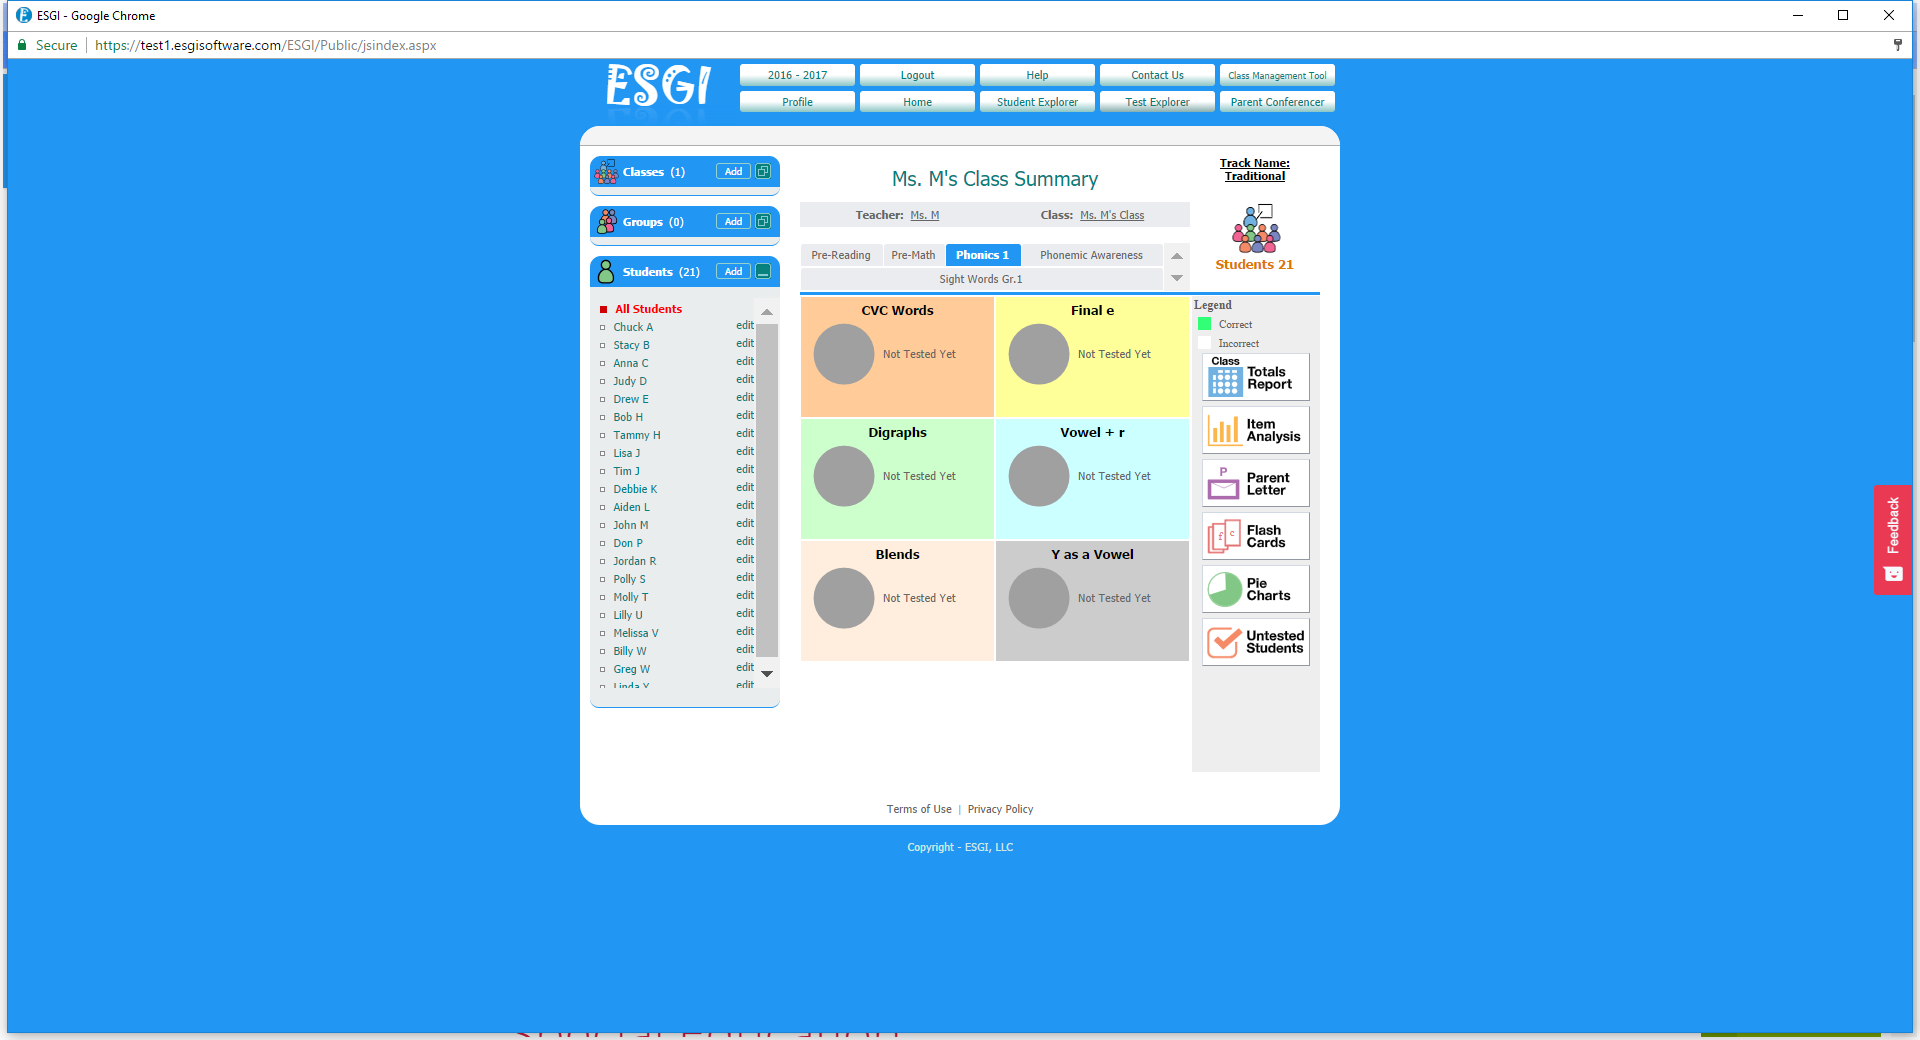 ESGI - Google Chrome
Secure https://test1.esgisoftware.com/ESGI/Public/jsindex.aspx
ESGI
2016 - 2017 Logout Help Contact Us Class Management Tool
Profile Home Student Explorer Test Explorer Parent Conferencer
Classes (1) Add
Groups (0) Add
Students (21) Add
All Students
Chuck A edit
Stacy B edit
Anna C edit
Judy D edit
Drew E edit
Bob H edit
Tammy H edit
Lisa J edit
Tim J edit
Debbie K edit
Aiden L edit
John M edit
Don P edit
Jordan R edit
Polly S edit
Molly T edit
Lilly U edit
Melissa V edit
Billy W edit
Greg W edit
Linda Y edit
Ms. M's Class Summary
Teacher: Ms. M Class: Ms. M's Class
Pre-Reading Pre-Math Phonics 1 Phonemic Awareness
Sight Words Gr.1
CVC Words
Not Tested Yet
Final e
Not Tested Yet
Digraphs
Not Tested Yet
Vowel + r
Not Tested Yet
Blends
Not Tested Yet
Y as a Vowel
Not Tested Yet
Track Name:
Traditional
Students 21
Legend
Correct
Incorrect
Class
Totals
Report
Item
Analysis
P
Parent
Letter
f c
Flash
Cards
Pie
Charts
Untested
Students
Feedback
Terms of Use | Privacy Policy
Copyright - ESGI, LLC